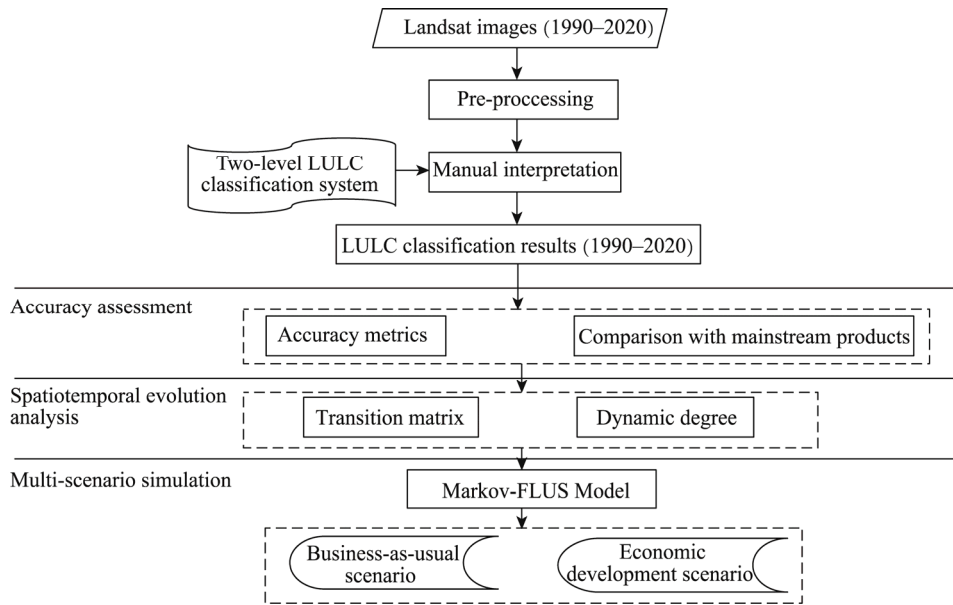 Landsat images (1990–2020)
Pre-proccessing
Two-level LULC
classification system
Manual interpretation
LULC classification results (1990–2020)
Accuracy assessment
Accuracy metrics
Comparison with mainstream products
Spatiotemporal evolution
analysis
Transition matrix
Dynamic degree
Multi-scenario simulation
Markov-FLUS Model
Business-as-usual
scenario
Economic
development scenario